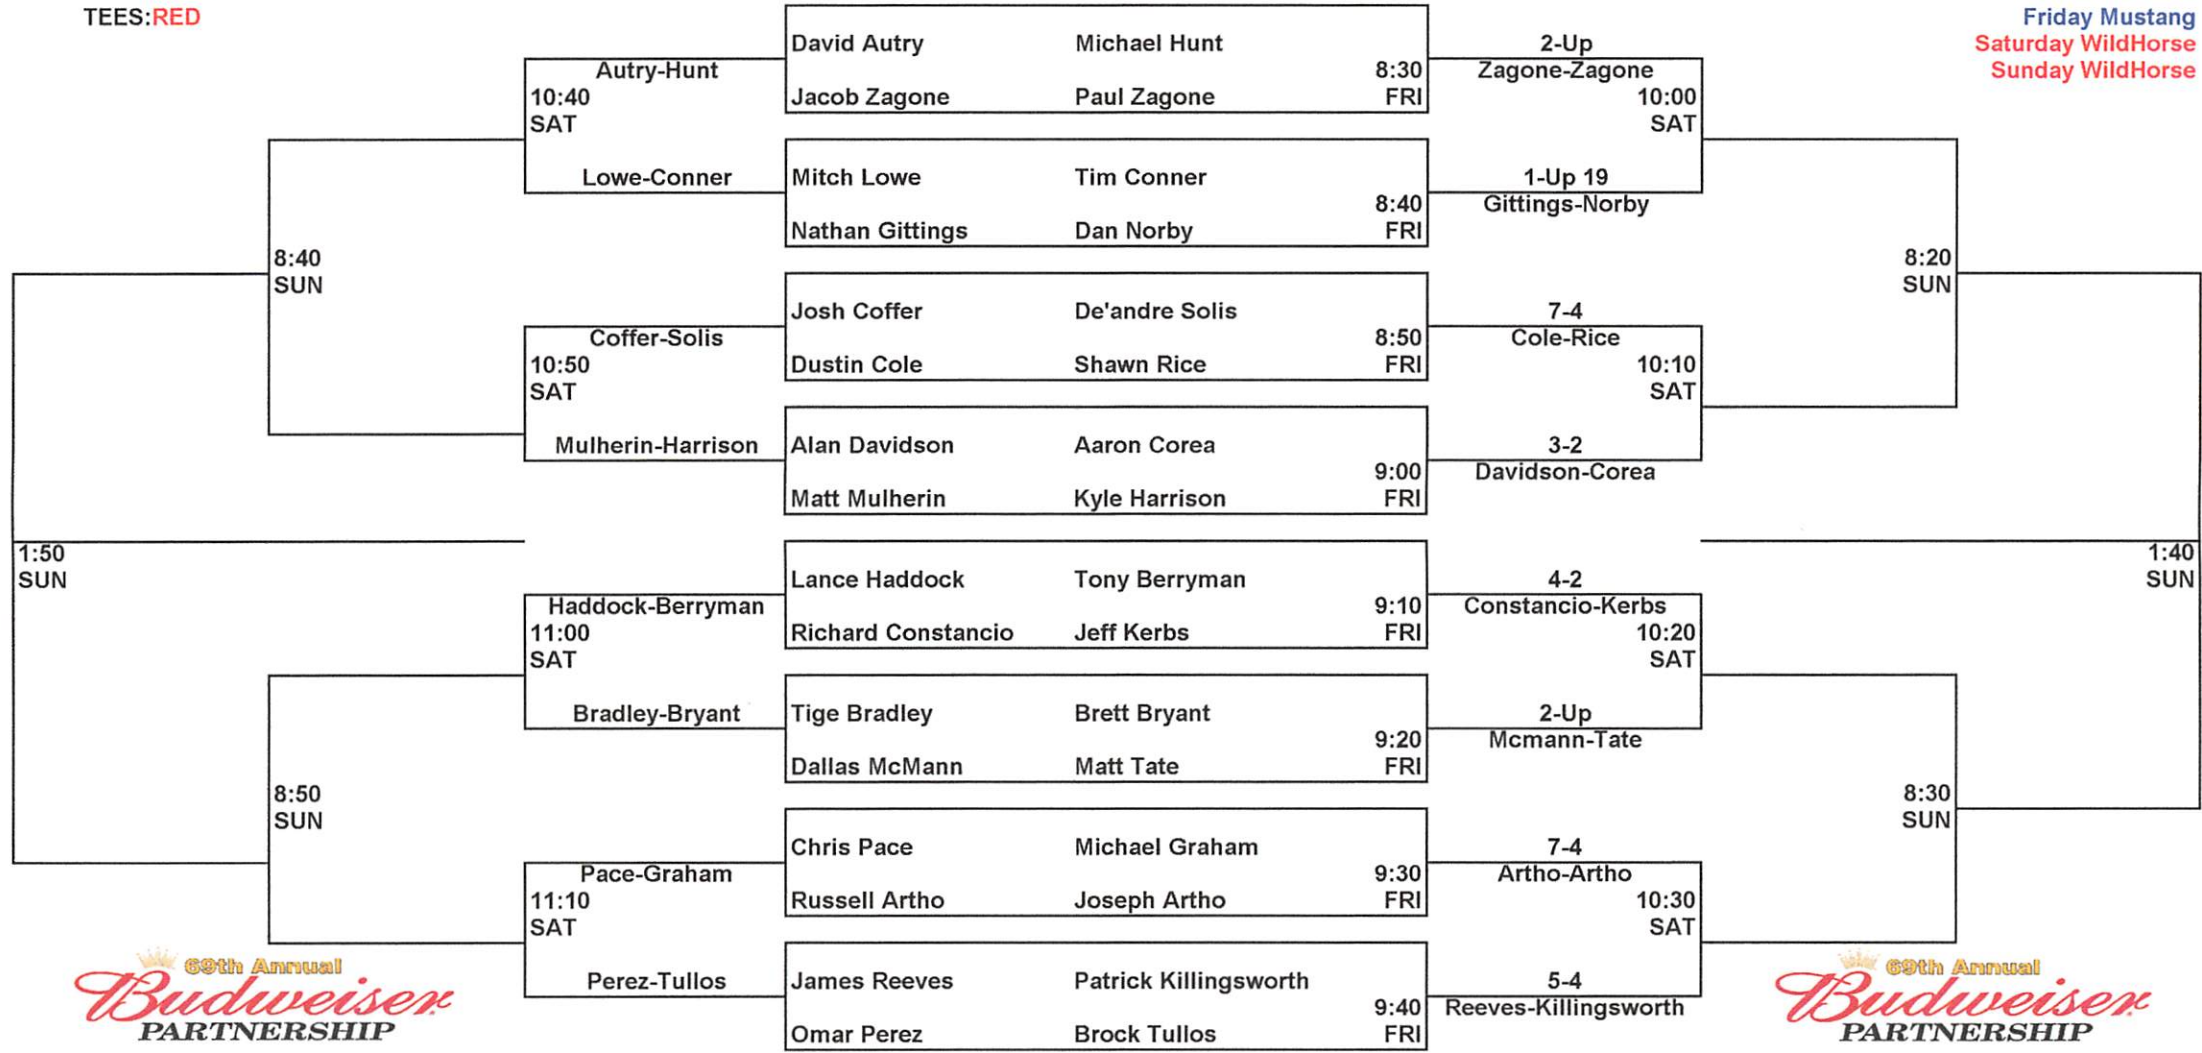 TEES:RED
Friday Mustang
Saturday WildHorse
Sunday WildHorse
David Autry Michael Hunt
8:30
Jacob Zagone Paul Zagone FRI
Mitch Lowe Tim Conner
8:40
Nathan Gittings Dan Norby FRI
Josh Coffer De'andre Solis
8:50
Dustin Cole Shawn Rice FRI
Alan Davidson Aaron Corea
9:00
Matt Mulherin Kyle Harrison FRI
Lance Haddock Tony Berryman
9:10
Richard Constancio Jeff Kerbs FRI
Tige Bradley Brett Bryant
9:20
Dallas McMann Matt Tate FRI
Chris Pace Michael Graham
9:30
Russell Artho Joseph Artho FRI
James Reeves Patrick Killingsworth
9:40
Omar Perez Brock Tullos FRI
Autry-Hunt
10:40
SAT
Lowe-Conner
8:40
SUN
Coffer-Solis
10:50
SAT
Mulherin-Harrison
1:50
SUN
Haddock-Berryman
11:00
SAT
Bradley-Bryant
8:50
SUN
Pace-Graham
11:10
SAT
Perez-Tullos
2-Up
Zagone-Zagone
10:00
SAT
1-Up 19
Gittings-Norby
8:20
SUN
7-4
Cole-Rice
10:10
SAT
3-2
Davidson-Corea
1:40
SUN
4-2
Constancio-Kerbs
10:20
SAT
2-Up
Mcmann-Tate
8:30
SUN
7-4
Artho-Artho
10:30
SAT
5-4
Reeves-Killingsworth
69th Annual
Budweiser
PARTNERSHIP
69th Annual
Budweiser
PARTNERSHIP